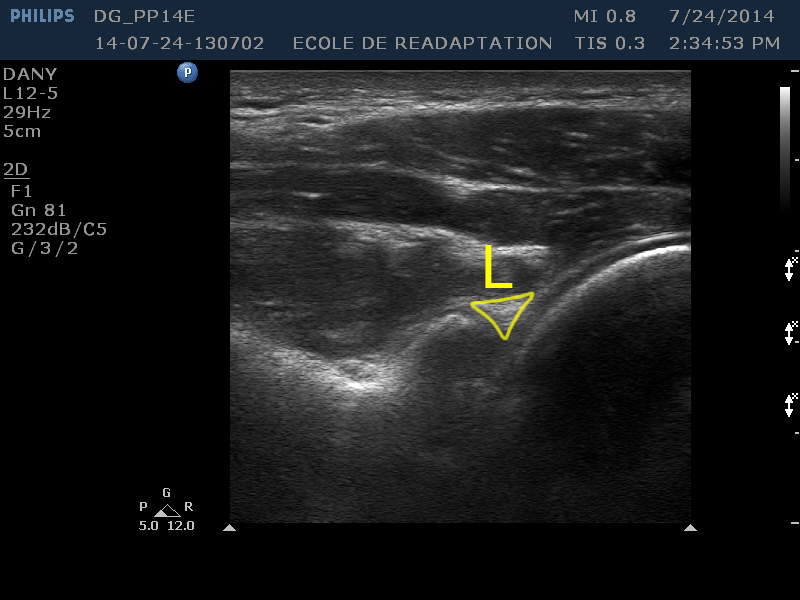 PHILIPS DG_PP14E MI 0.8 7/24/2014
14-07-24-130702 ECOLE DE READAPTATION TIS 0.3 2:34:53 PM
DANY
P
L12-5
29Hz
5cm
2D
F1
Gn 81
232dB/C5
G/3/2
L
G
P R
5.0 12.0